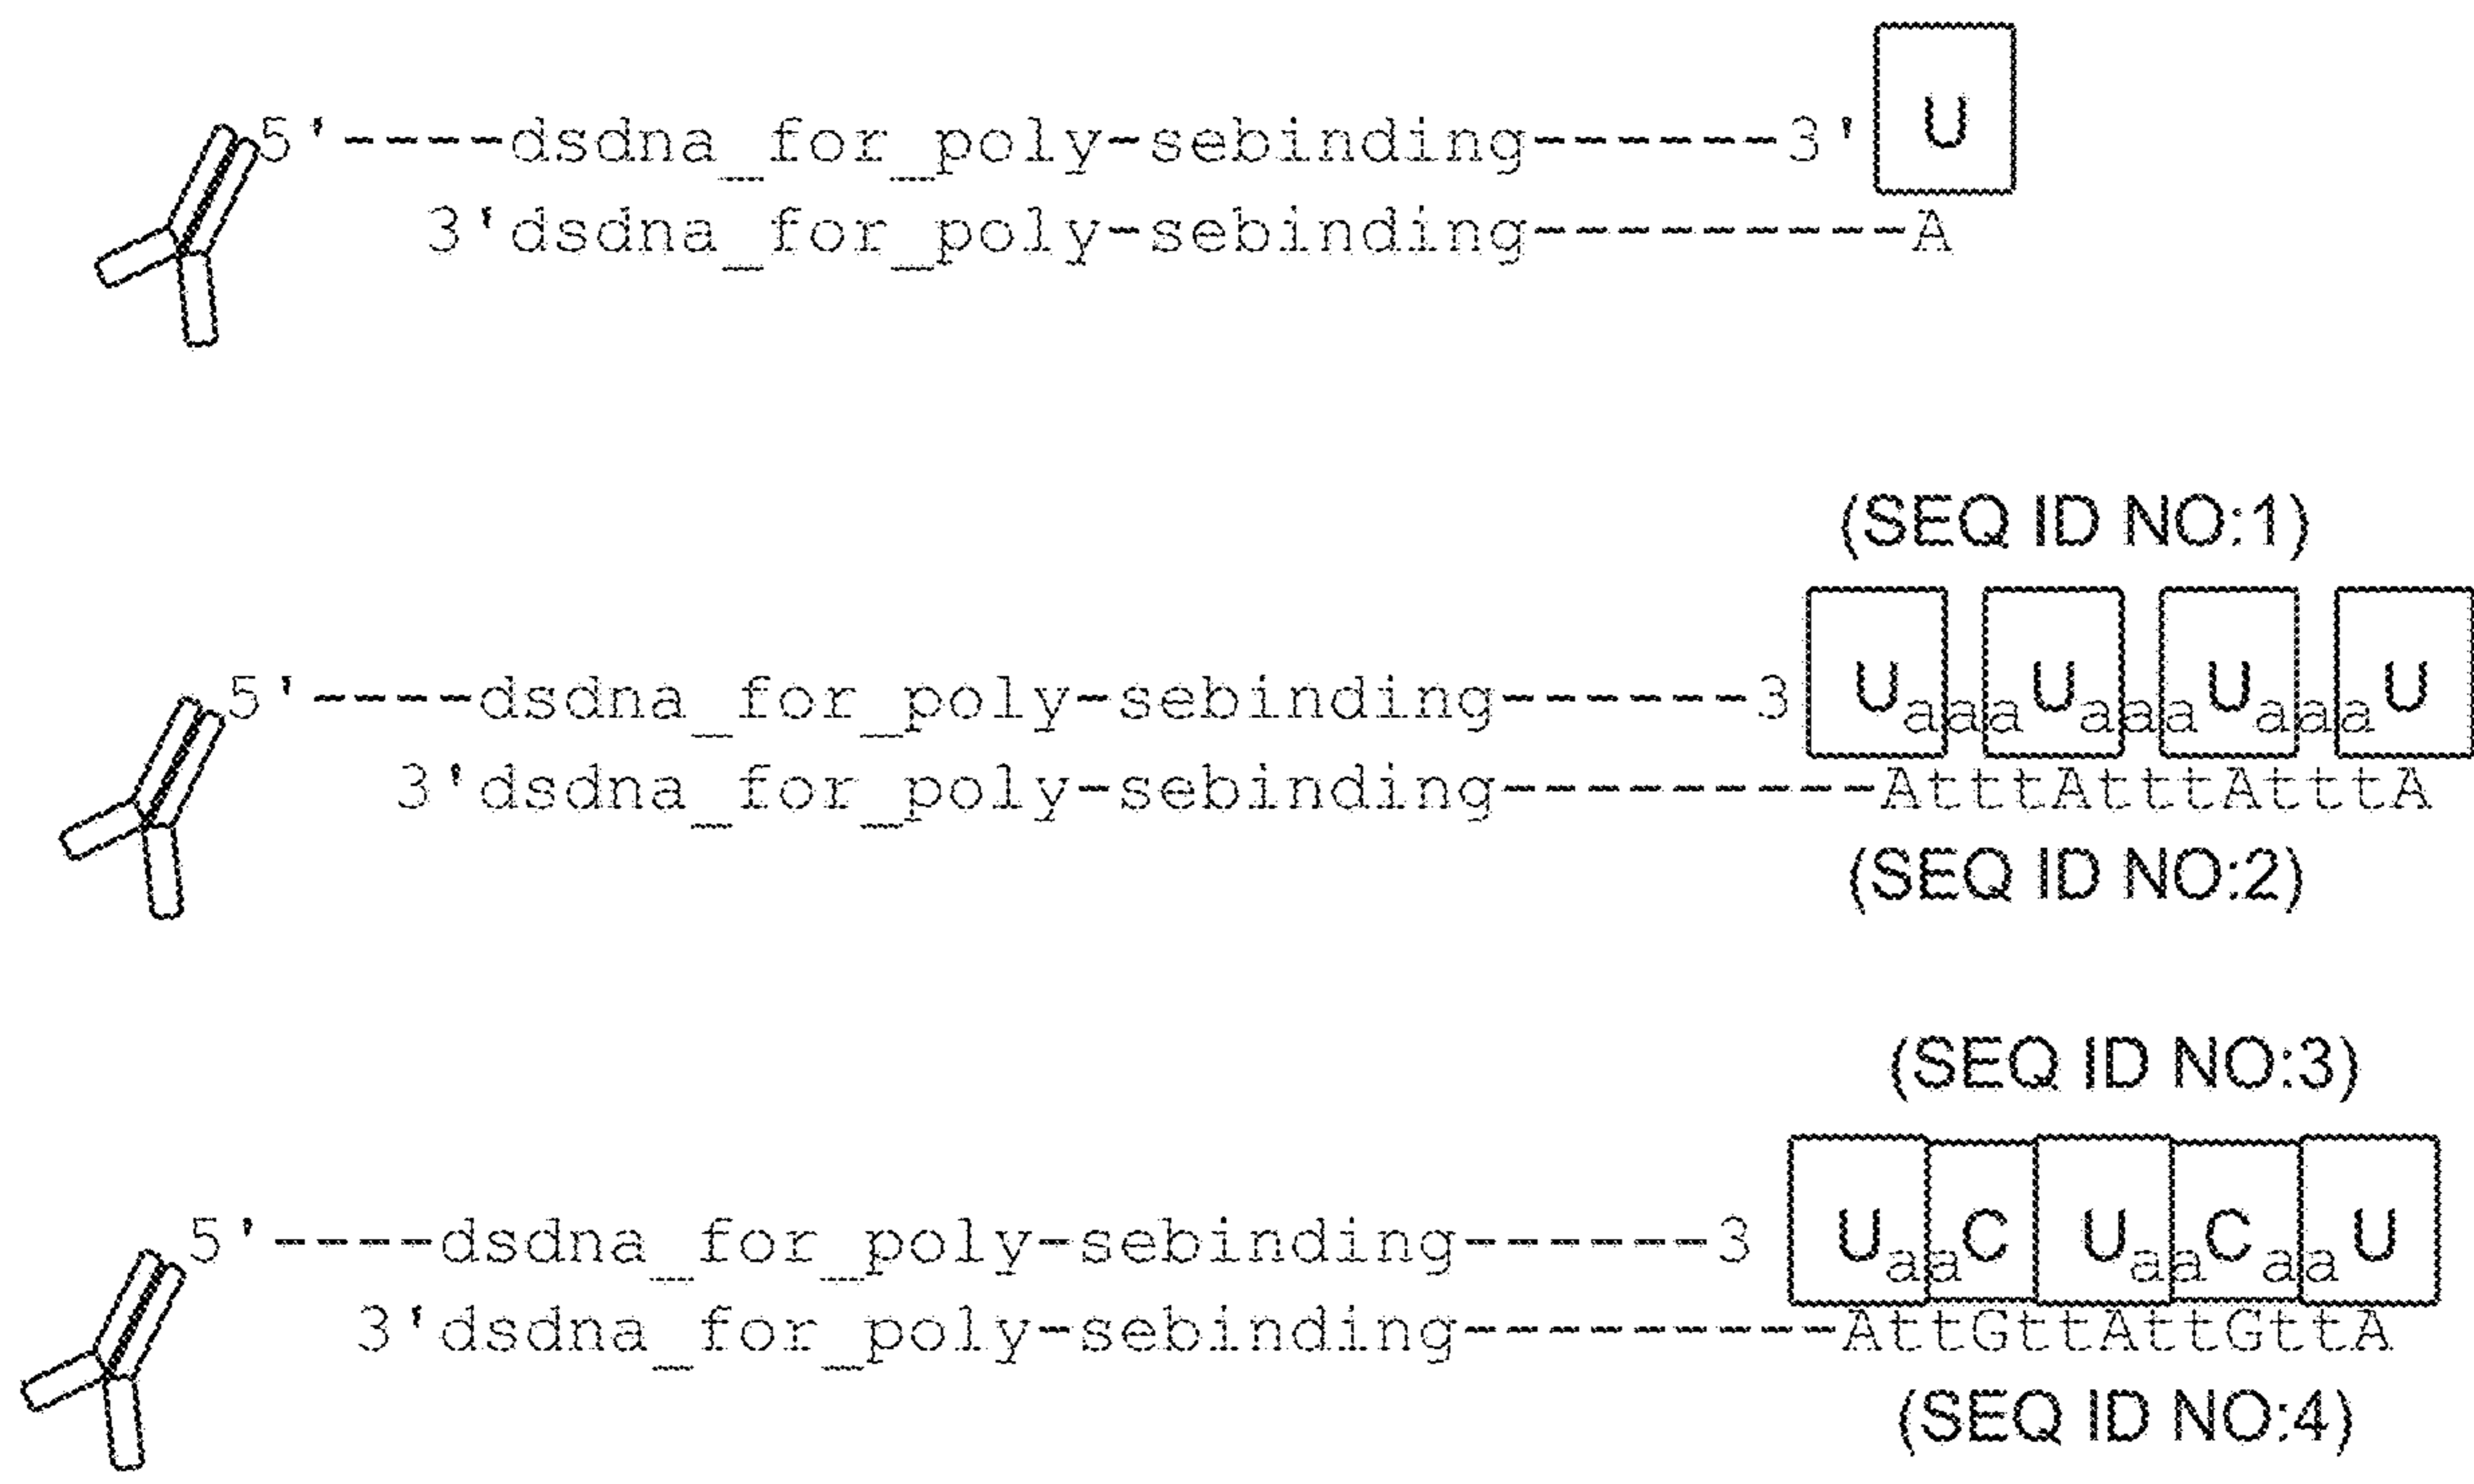 5'----dsdna_for_poly-sebinding------3' U
3'dsdna_for_poly-sebinding---------A
(SEQ ID NO:1)
5'----dsdna_for_poly-sebinding------3 UaaaUaaaUaaaU
3'dsdna_for_poly-sebinding---------AtttAtttAtttA
(SEQ ID NO:2)
(SEQ ID NO:3)
5'----dsdna_for_poly-sebinding------3 UaaCUaaCaaU
3'dsdna_for_poly-sebinding---------AttGttAttGttA
(SEQ ID NO:4)